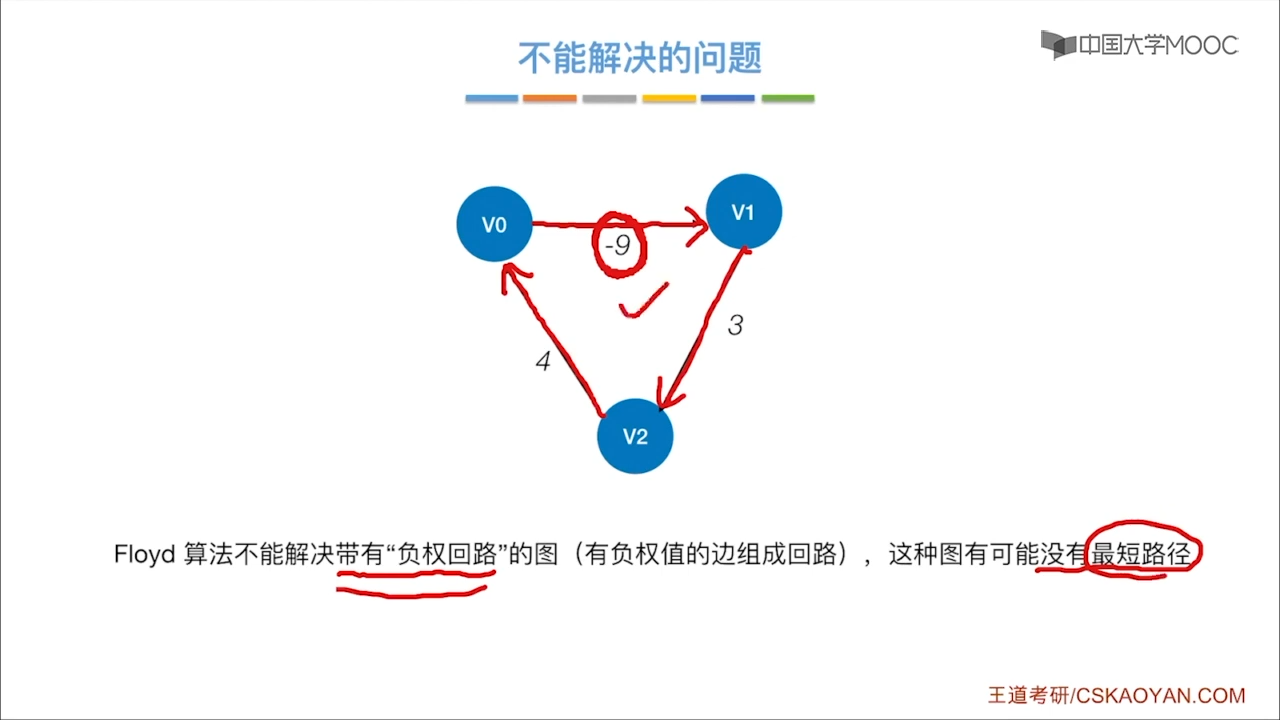 不能解决的问题
中国大学MOOC
V0
V1
-9
3
4
V2
Floyd 算法不能解决带有“负权回路”的图（有负权值的边组成回路），这种图有可能没有最短路径
王道考研/CSKAOYAN.COM